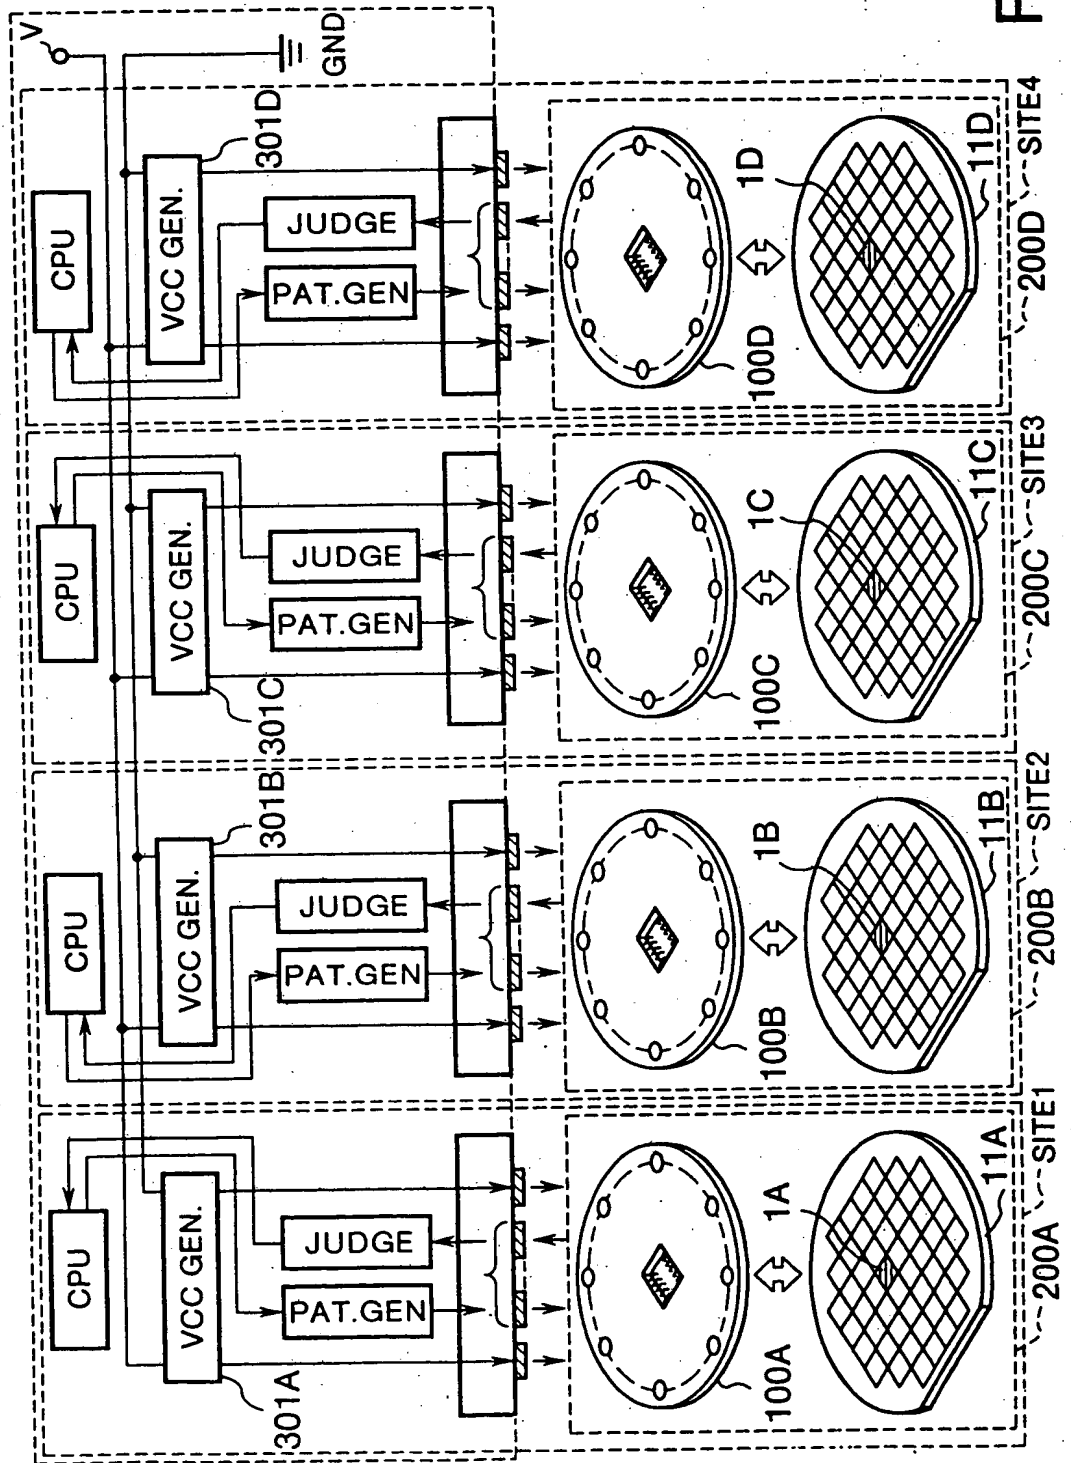 F
V
GND
CPU
VCC GEN.
301A
JUDGE
PAT.GEN
100A
1A
11A
200A
SITE1
CPU
VCC GEN.
301B
JUDGE
PAT.GEN
100B
1B
11B
200B
SITE2
CPU
VCC GEN.
301C
JUDGE
PAT.GEN
100C
1C
11C
200C
SITE3
CPU
VCC GEN.
301D
JUDGE
PAT.GEN
100D
1D
11D
200D
SITE4